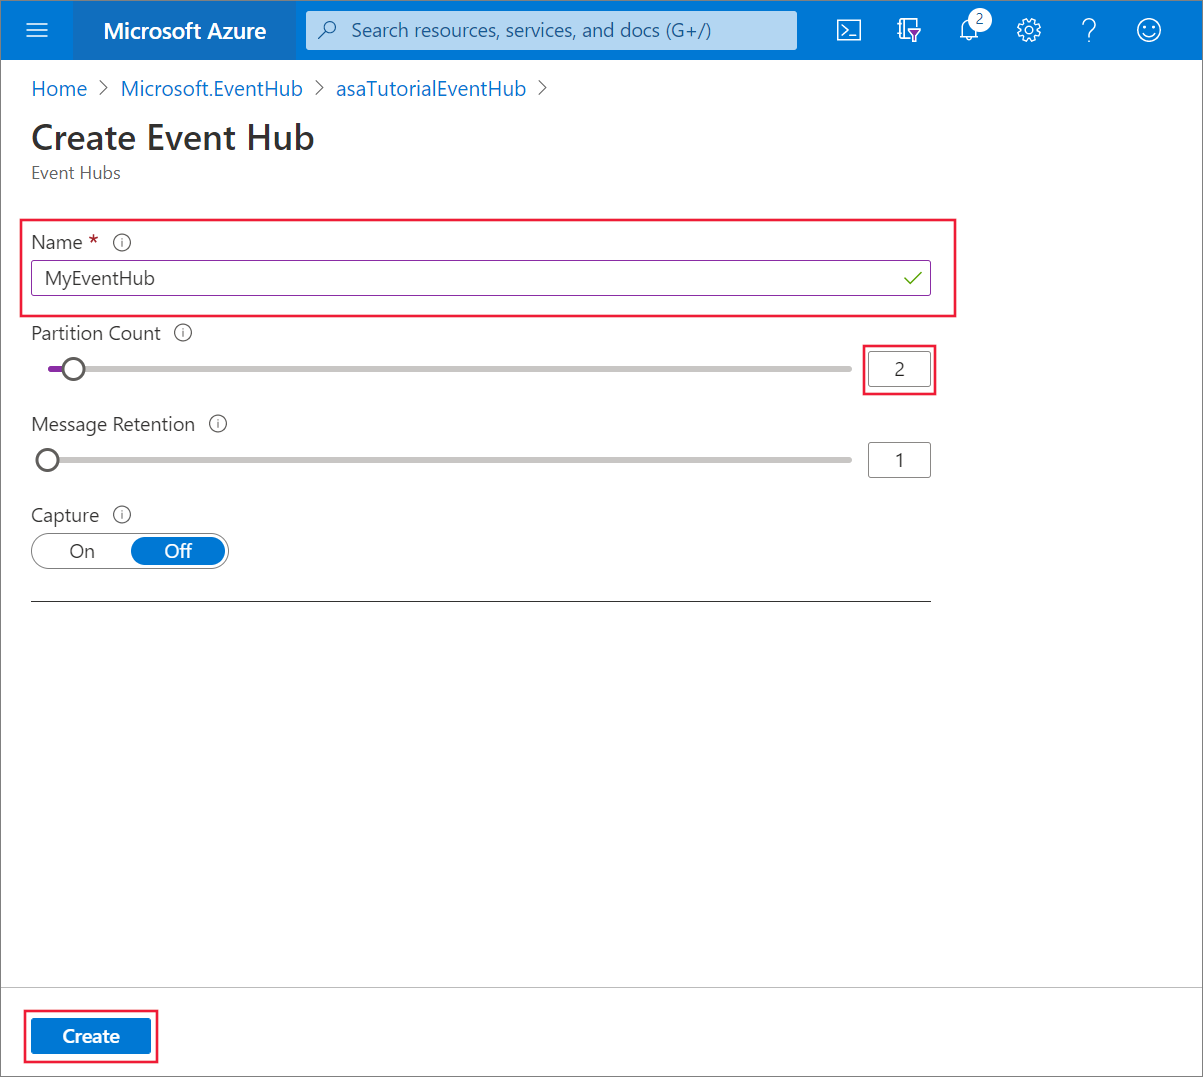 Microsoft Azure
Search resources, services, and docs (G+/)
2
Home > Microsoft.EventHub > asaTutorialEventHub >
Create Event Hub
Event Hubs
Name *
MyEventHub
Partition Count
2
Message Retention
1
Capture
On Off
Create